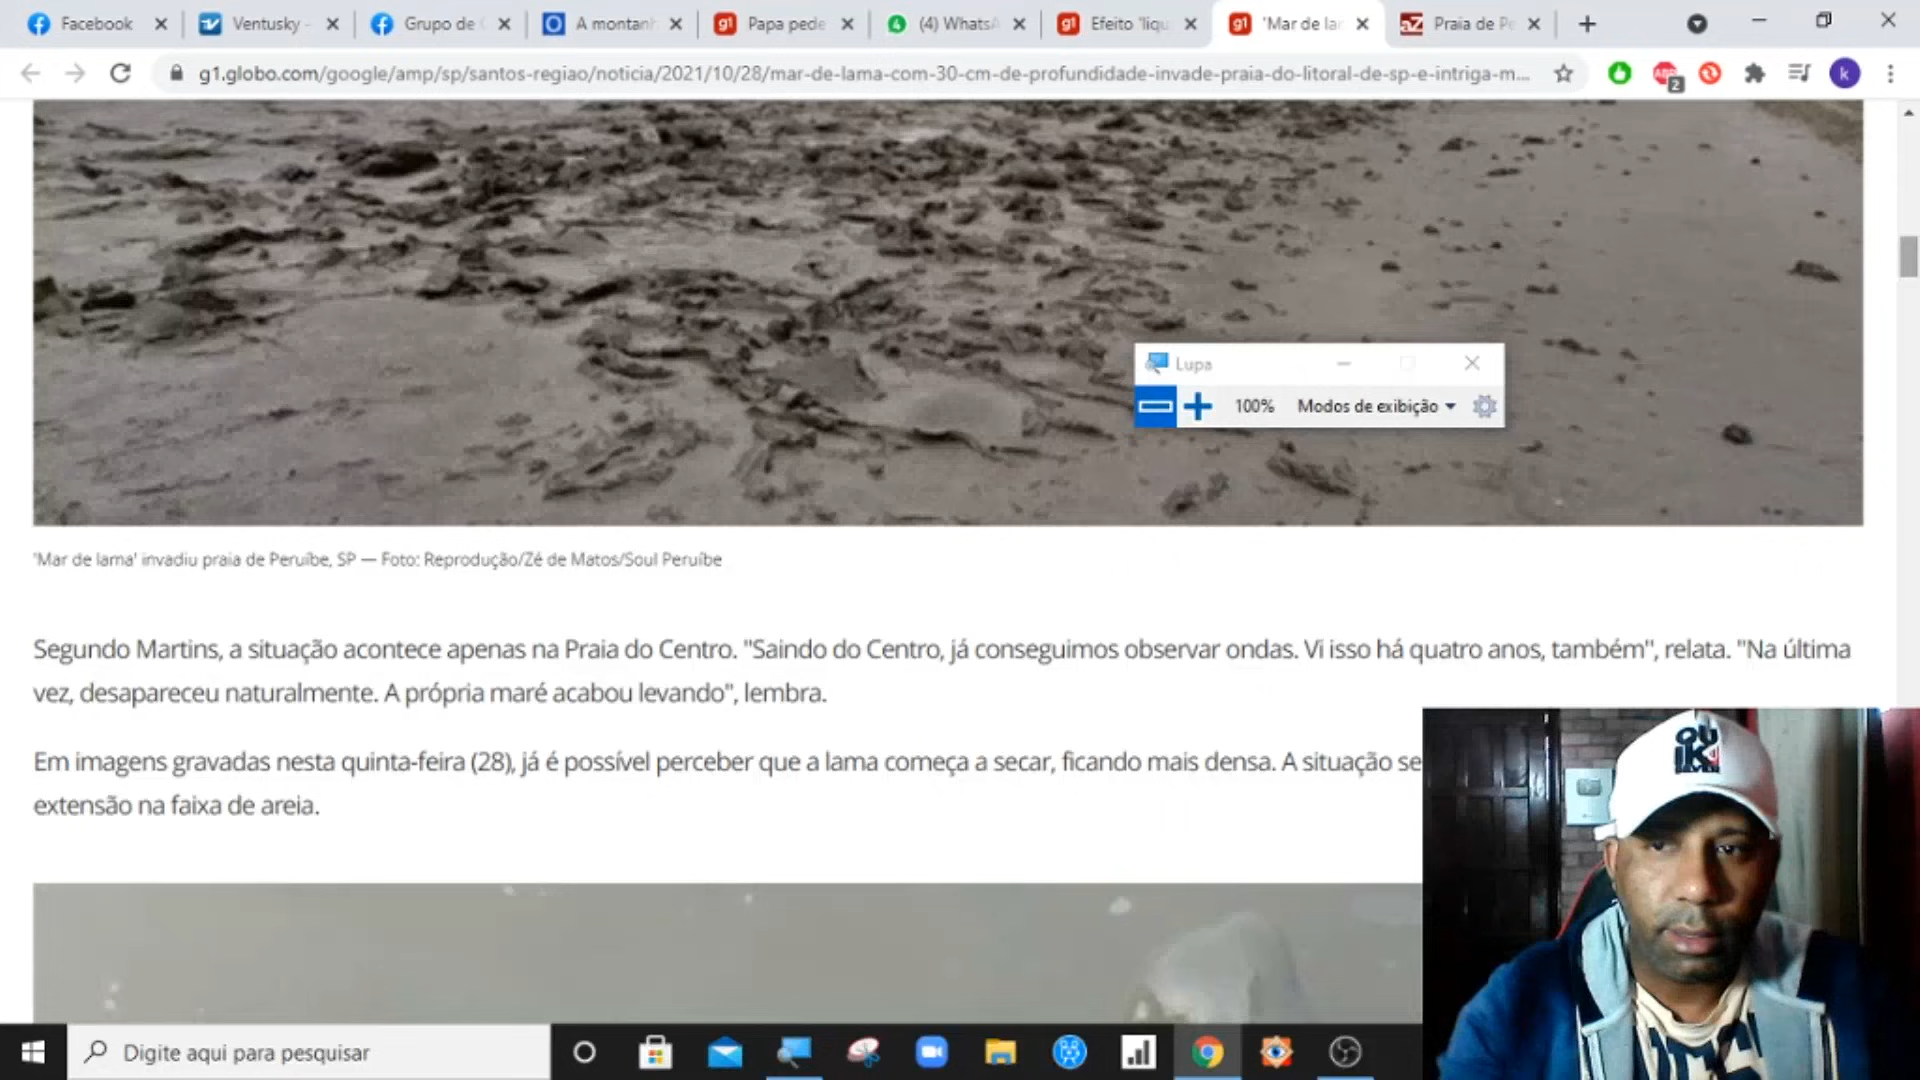 Facebook
Ventusky -
Grupo de
A montanh
Papa pede
(4) WhatsA
Efeito 'liqu
'Mar de lar
Praia de Pe
g1.globo.com/google/amp/sp/santos-regiao/noticia/2021/10/28/mar-de-lama-com-30-cm-de-profundidade-invade-praia-do-litoral-de-sp-e-intriga-m...
2
k
Lupa
100%
Modos de exibição
'Mar de lama' invadiu praia de Peruíbe, SP — Foto: Reprodução/Zé de Matos/Soul Peruíbe
Segundo Martins, a situação acontece apenas na Praia do Centro. "Saindo do Centro, já conseguimos observar ondas. Vi isso há quatro anos, também", relata. "Na última
vez, desapareceu naturalmente. A própria maré acabou levando", lembra.
Em imagens gravadas nesta quinta-feira (28), já é possível perceber que a lama começa a secar, ficando mais densa. A situação se
extensão na faixa de areia.
Digite aqui para pesquisar